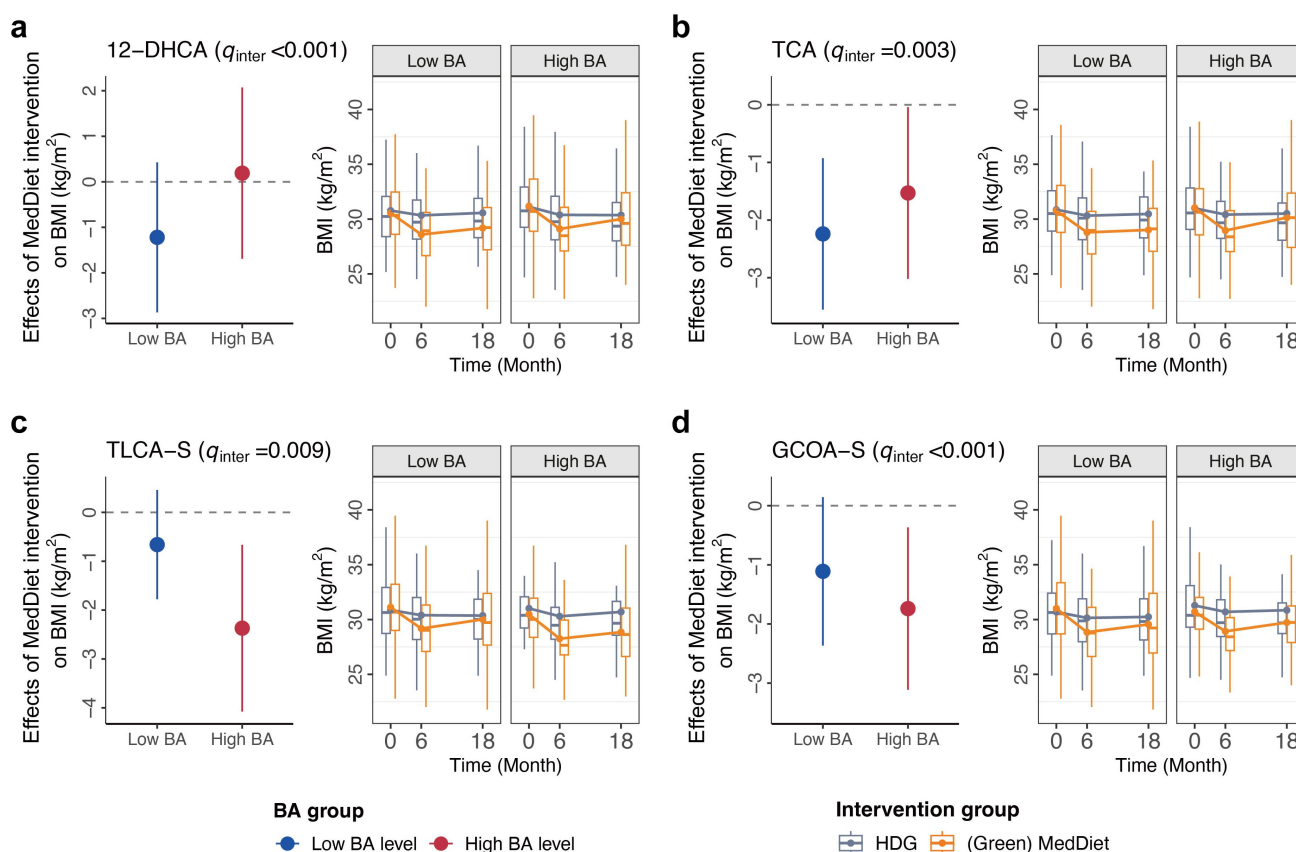 a
12−DHCA (qinter <0.001)
Effects of MedDiet intervention
on BMI (kg/m²)
2
1
0
−1
−2
−3
Low BA
High BA
Low BA
High BA
BMI (kg/m²)
40
35
30
25
0 6 18
0 6 18
Time (Month)
b
TCA (qinter =0.003)
Effects of MedDiet intervention
on BMI (kg/m²)
0
−1
−2
−3
Low BA
High BA
Low BA
High BA
BMI (kg/m²)
40
35
30
25
0 6 18
0 6 18
Time (Month)
c
TLCA−S (qinter =0.009)
Effects of MedDiet intervention
on BMI (kg/m²)
0
−1
−2
−3
−4
Low BA
High BA
Low BA
High BA
BMI (kg/m²)
40
35
30
25
0 6 18
0 6 18
Time (Month)
d
GCOA−S (qinter <0.001)
Effects of MedDiet intervention
on BMI (kg/m²)
0
−1
−2
−3
Low BA
High BA
Low BA
High BA
BMI (kg/m²)
40
35
30
25
0 6 18
0 6 18
Time (Month)
BA group
Low BA level High BA level
Intervention group
HDG (Green) MedDiet